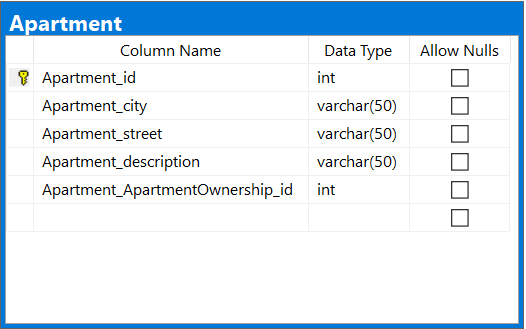 Apartment
Column Name Data Type Allow Nulls
Apartment_id int
Apartment_city varchar(50)
Apartment_street varchar(50)
Apartment_description varchar(50)
Apartment_ApartmentOwnership_id int